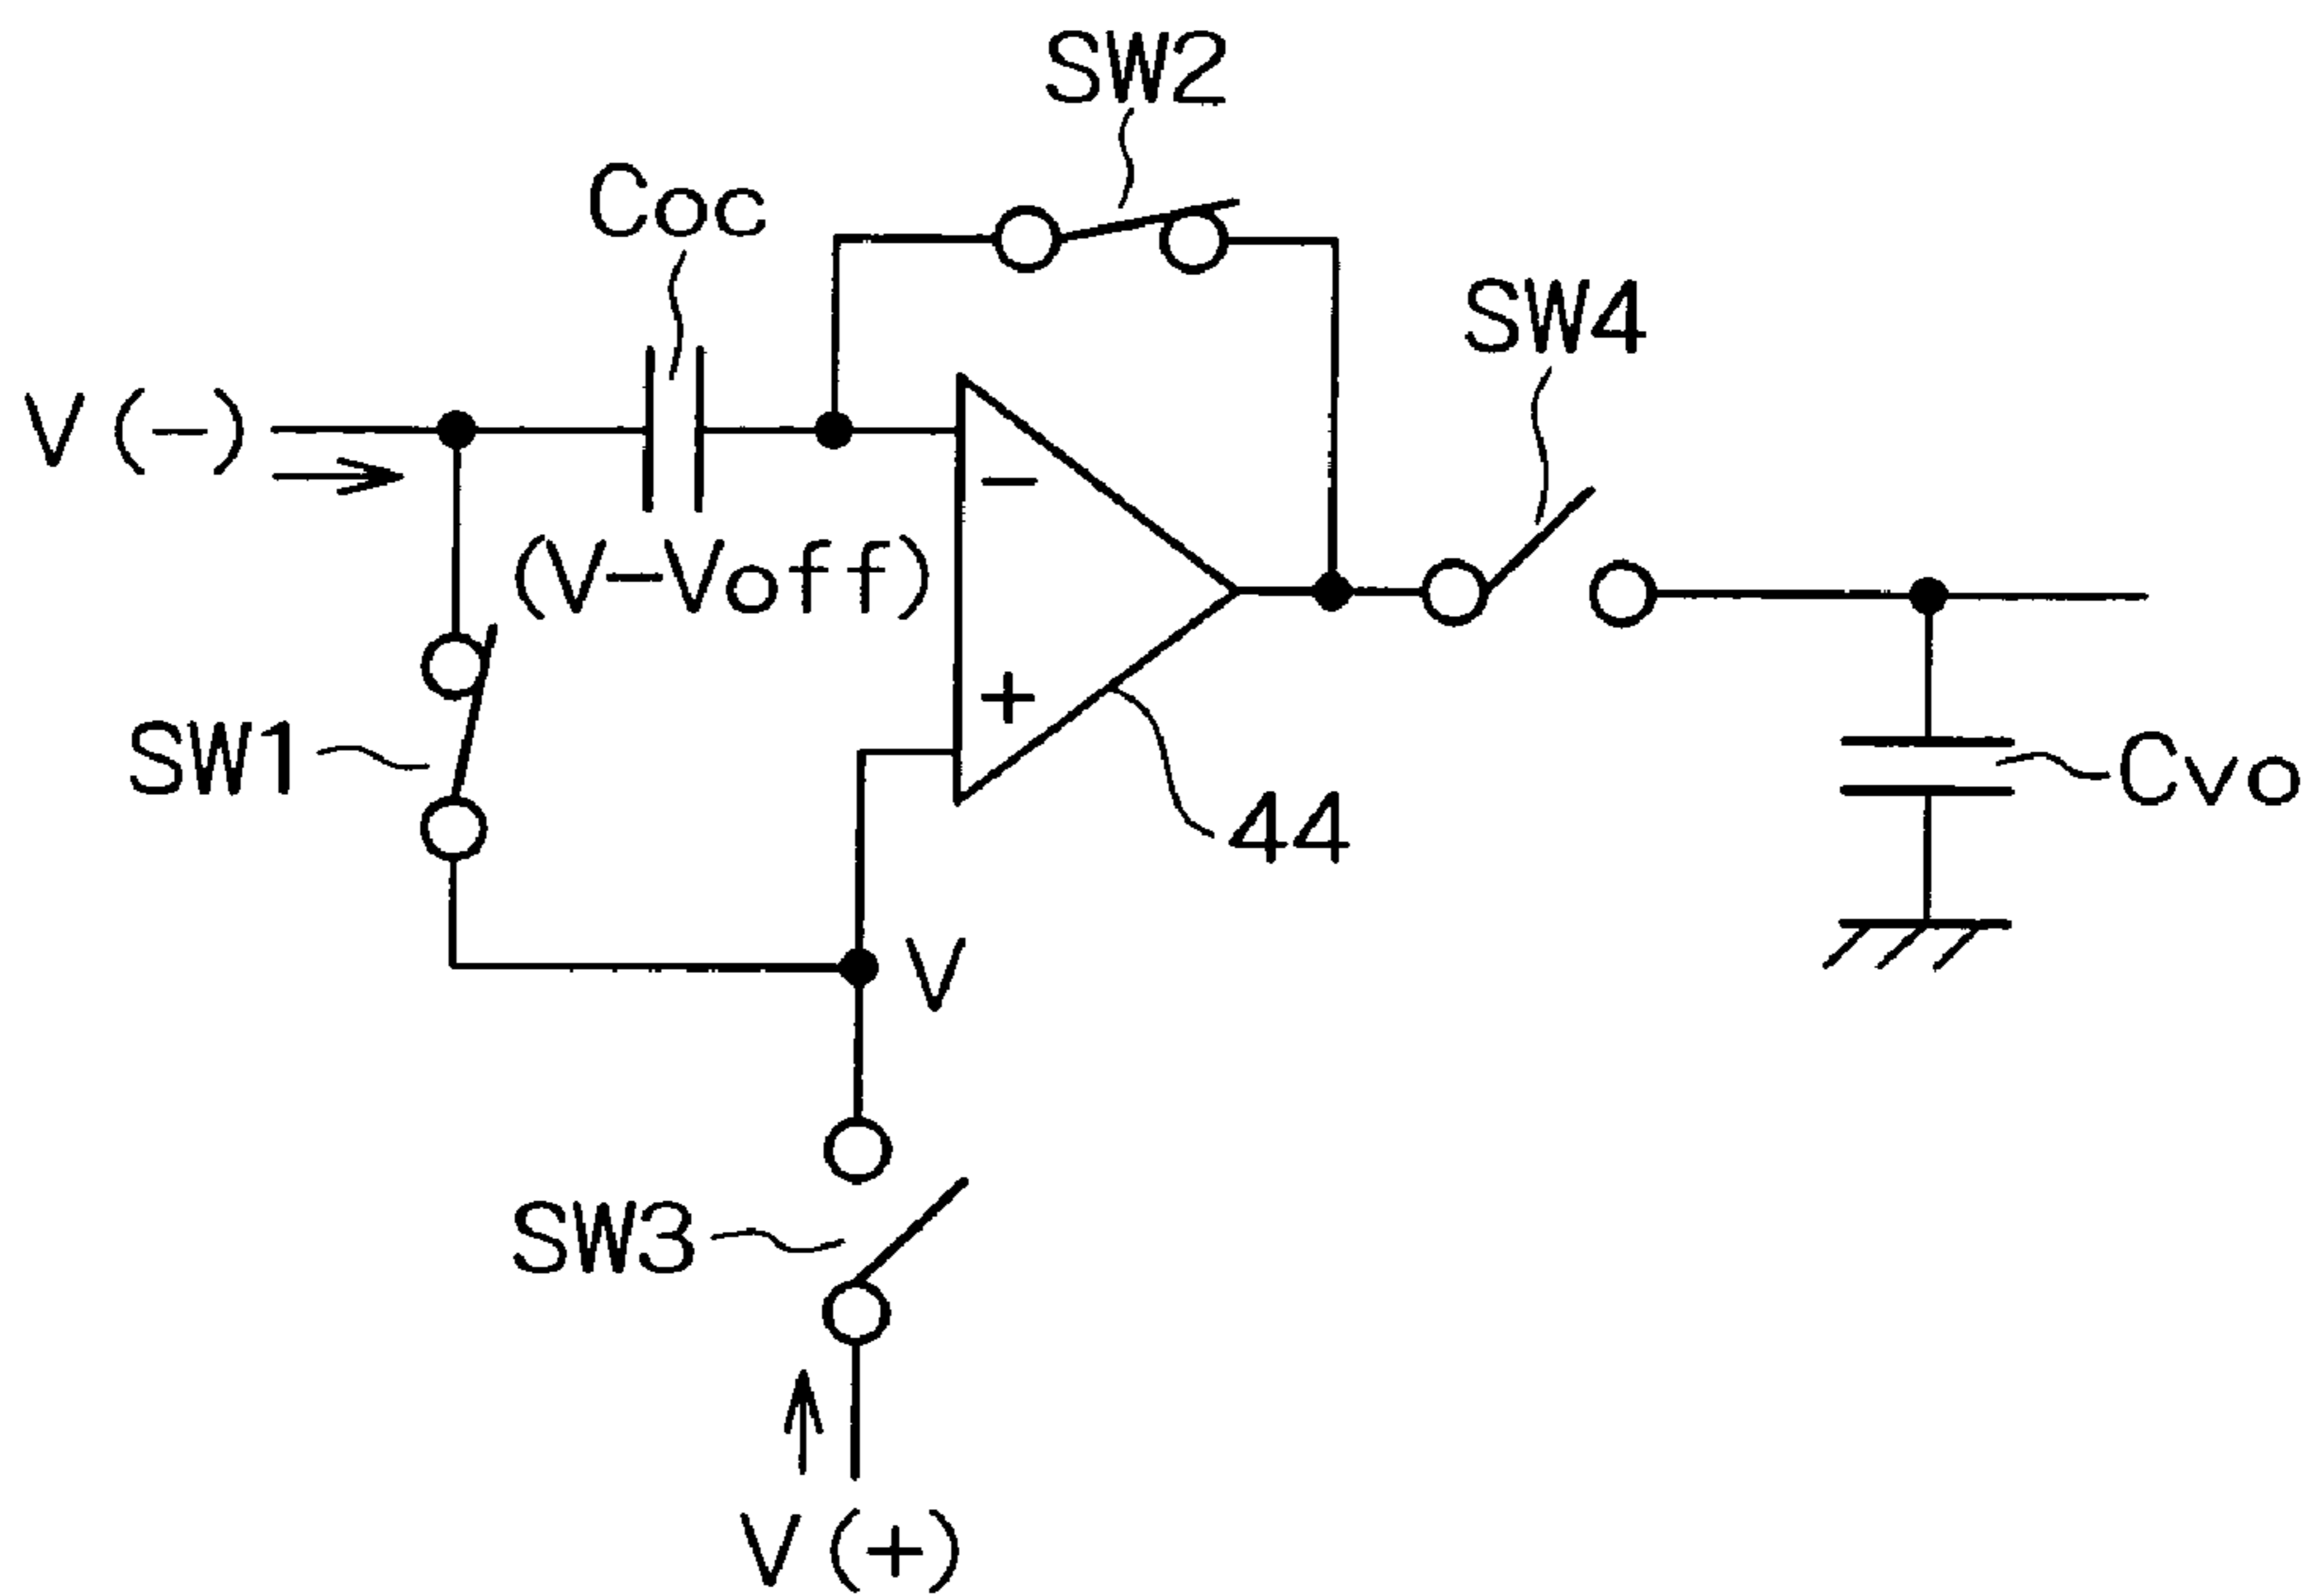 SW2
Coc
SW4
V(-)
(V-Voff)
-
+
SW1
Cvo
44
V
SW3
V(+)